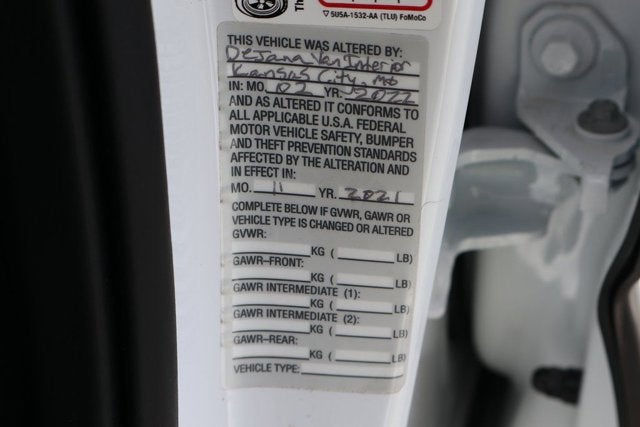 Th
▽5U5A-1532-AA (TLU) FoMoCo
THIS VEHICLE WAS ALTERED BY:
Dejana Van Interior
Kansas City, Mo
IN: MO. 02 YR. 2022
AND AS ALTERED IT CONFORMS TO
ALL APPLICABLE U.S.A. FEDERAL
MOTOR VEHICLE SAFETY, BUMPER
AND THEFT PREVENTION STANDARDS
AFFECTED BY THE ALTERATION AND
IN EFFECT IN:
MO. 11 YR. 2021
COMPLETE BELOW IF GVWR, GAWR OR
VEHICLE TYPE IS CHANGED OR ALTERED
GVWR:
KG ( LB)
GAWR–FRONT:
KG ( LB)
GAWR INTERMEDIATE (1):
KG ( LB)
GAWR INTERMEDIATE (2):
KG ( LB)
GAWR–REAR:
KG ( LB)
VEHICLE TYPE: